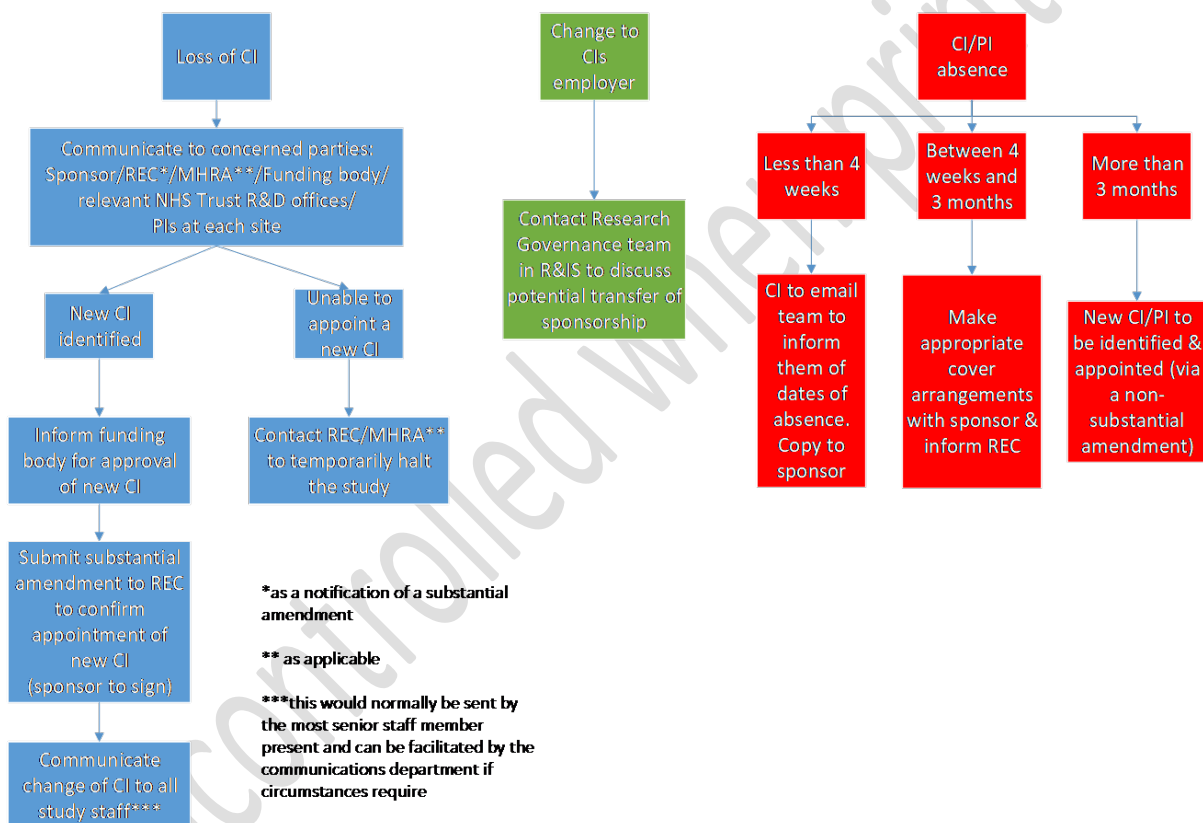 Loss of CI
Communicate to concerned parties:
Sponsor/REC*/MHRA**/Funding body/
relevant NHS Trust R&D offices/
PIs at each site
New CI
identified
Unable to
appoint a
new CI
Inform funding
body for approval
of new CI
Contact REC/MHRA**
to temporarily halt
the study
Submit substantial
amendment to REC
to confirm
appointment of
new CI
(sponsor to sign)
Communicate
change of CI to all
study staff***
*as a notification of a substantial
amendment
** as applicable
***this would normally be sent by
the most senior staff member
present and can be facilitated by the
communications department if
circumstances require
Change to
CIs
employer
Contact Research
Governance team
in R&IS to discuss
potential transfer of
sponsorship
CI/PI
absence
Less than 4
weeks
Between 4
weeks and
3 months
More than
3 months
CI to email
team to
inform
them of
dates of
absence.
Copy to
sponsor
Make
appropriate
cover
arrangements
with sponsor &
inform REC
New CI/PI to
be identified &
appointed (via
a non-
substantial
amendment)
controlled when prin